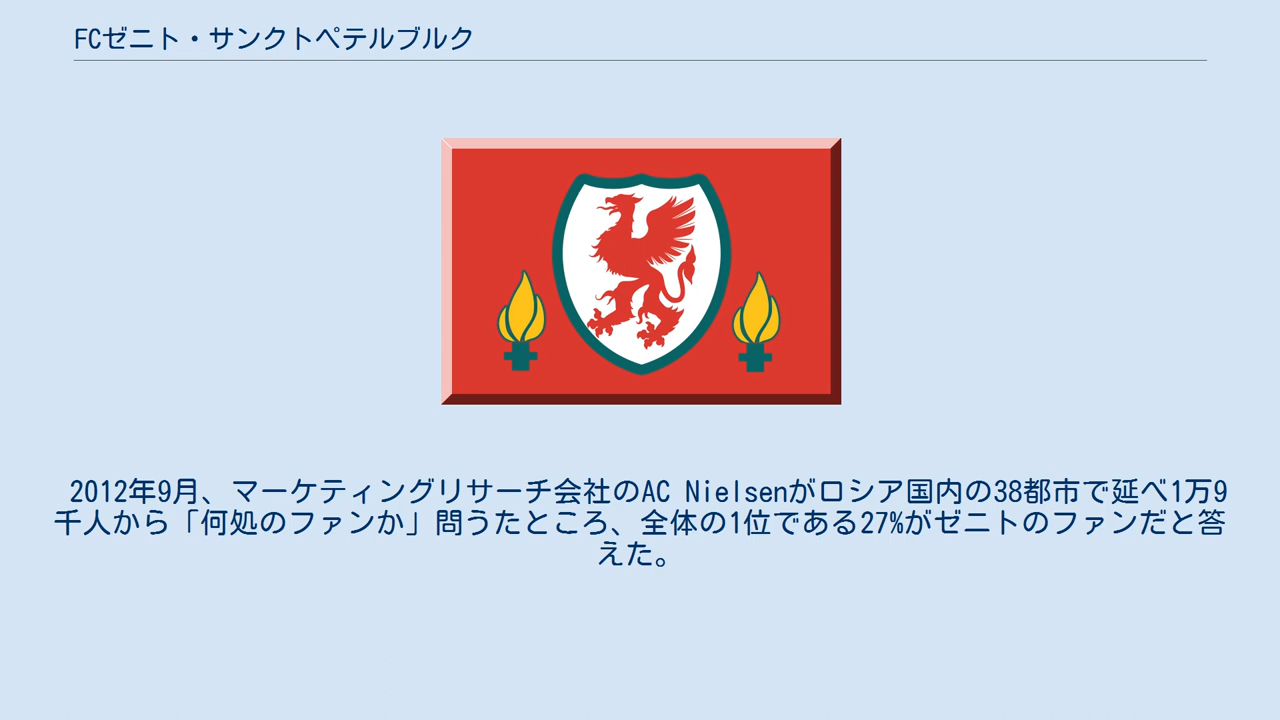 FCゼニト・サンクトペテルブルク
2012年9月、マーケティングリサーチ会社のAC Nielsenがロシア国内の38都市で延べ1万9
千人から「何処のファンか」問うたところ、全体の1位である27%がゼニトのファンだと答
えた。